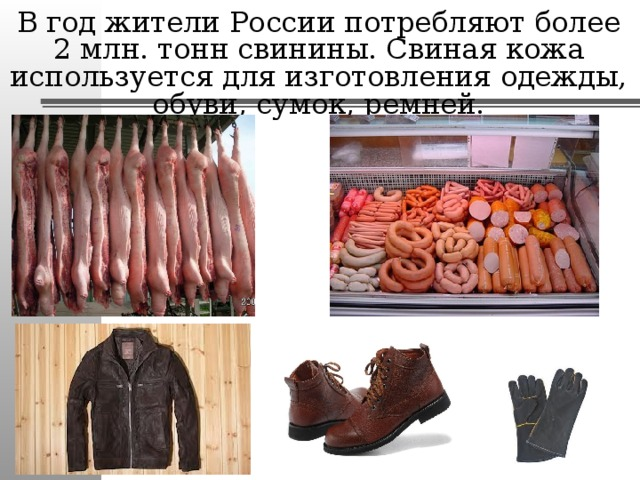 В год жители России потребляют более
2 млн. тонн свинины. Свиная кожа
используется для изготовления одежды,
обуви, сумок, ремней.